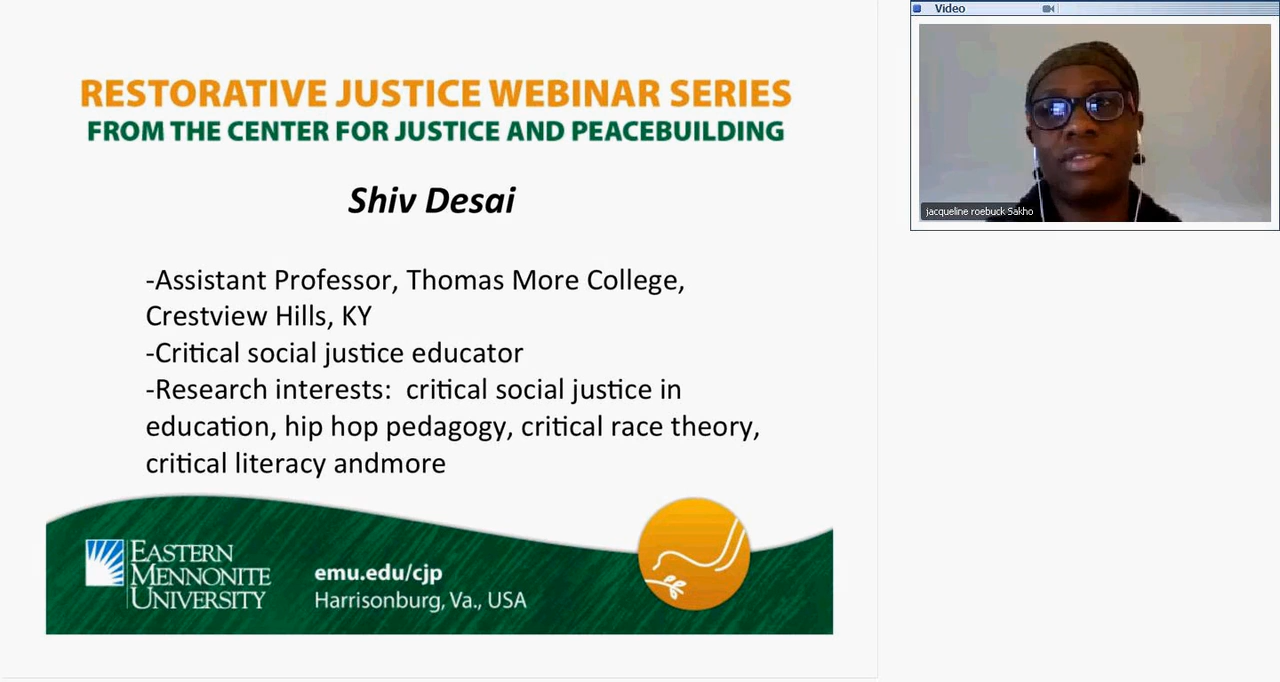 RESTORATIVE JUSTICE WEBINAR SERIES
FROM THE CENTER FOR JUSTICE AND PEACEBUILDING
Shiv Desai
-Assistant Professor, Thomas More College,
Crestview Hills, KY
-Critical social justice educator
-Research interests:  critical social justice in
education, hip hop pedagogy, critical race theory,
critical literacy andmore
EASTERN
MENNONITE
UNIVERSITY
emu.edu/cjp
Harrisonburg, Va., USA
Video
jacqueline roebuck Sakho